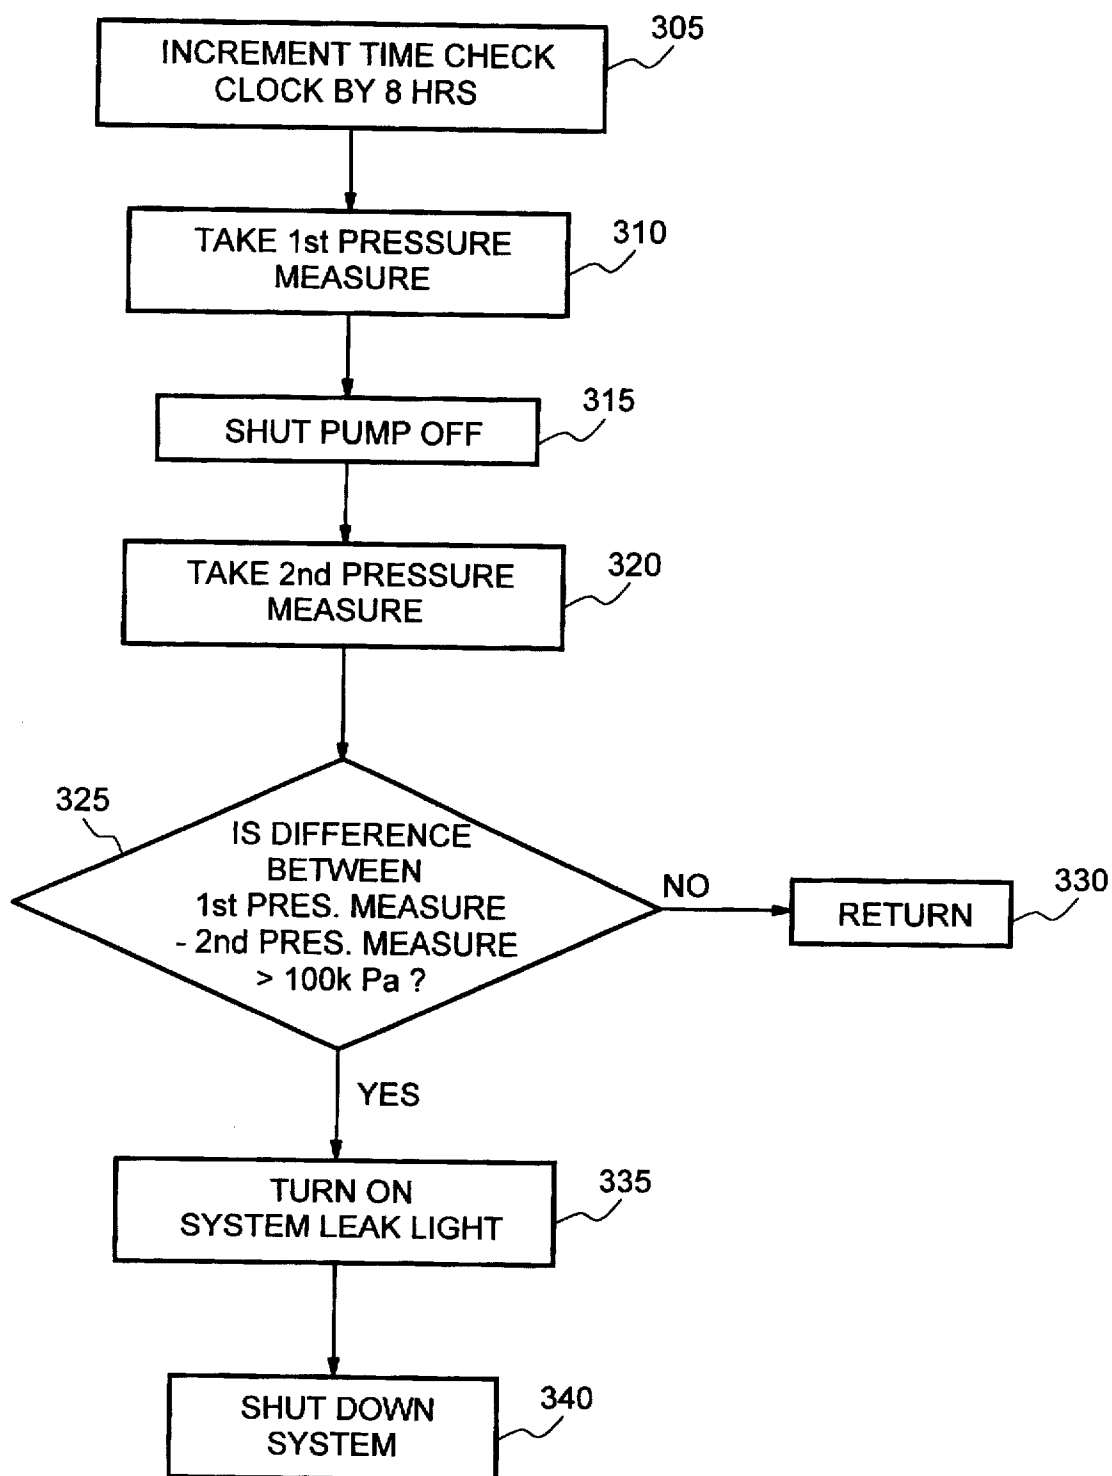 305
INCREMENT TIME CHECK
CLOCK BY 8 HRS
310
TAKE 1st PRESSURE
MEASURE
315
SHUT PUMP OFF
320
TAKE 2nd PRESSURE
MEASURE
325
IS DIFFERENCE
BETWEEN
1st PRES. MEASURE
- 2nd PRES. MEASURE
> 100k Pa ?
NO
330
RETURN
YES
335
TURN ON
SYSTEM LEAK LIGHT
340
SHUT DOWN
SYSTEM